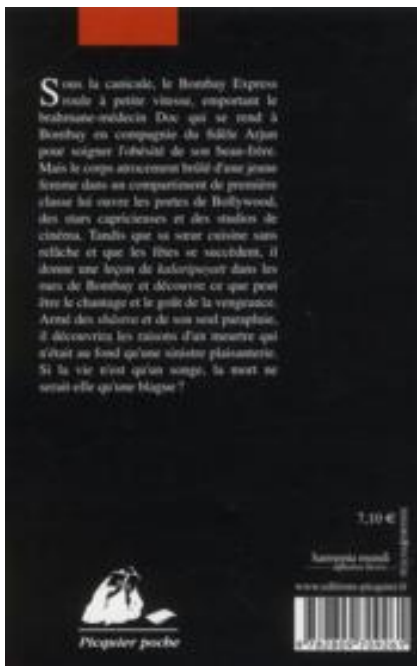 Sous la canicule, le Bombay Express
roule à petite vitesse, emportant le
brahmane-médecin Doc qui se rend à
Bombay en compagnie du fidèle Arjun
pour soigner l'obésité de son beau-frère.
Mais le corps atrocement brûlé d'une jeune
femme dans un compartiment de première
classe lui ouvre les portes de Bollywood,
des stars capricieuses et des studios de
cinéma. Tandis que sa sœur cuisine sans
relâche et que les fêtes se succèdent, il
donne une leçon de kalaripayatt dans les
rues de Bombay et découvre ce que peut
être le chantage et le goût de la vengeance.
Armé des shastra et de son seul parapluie,
il découvrira les raisons d'un meurtre qui
n'était au fond qu'une sinistre plaisanterie.
Si la vie n'est qu'un songe, la mort ne
serait-elle qu'une blague ?
7,10 €
harmonia mundi
www.editions-picquier.fr
Picquier poche